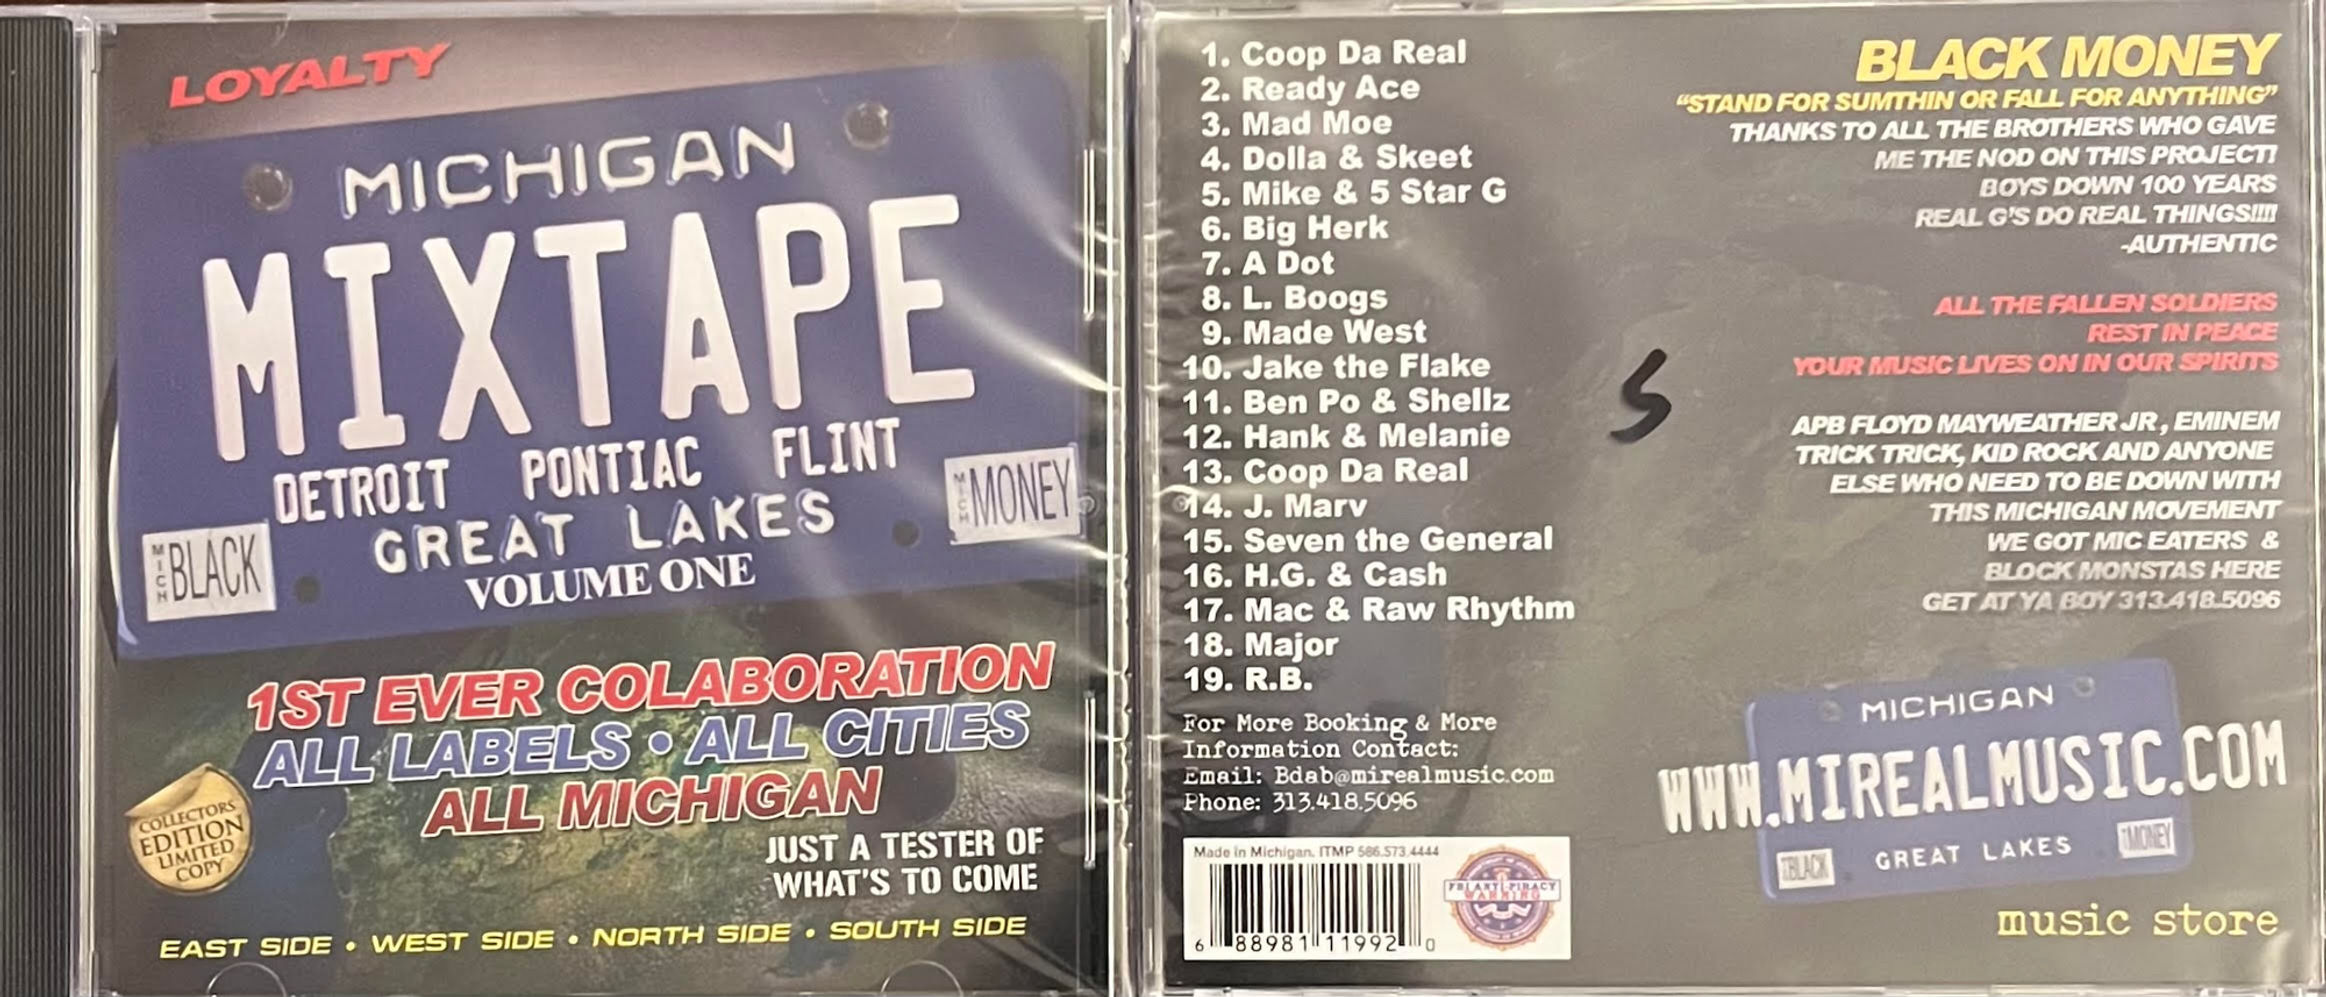 LOYALTY
MICHIGAN
MIXTAPE
DETROIT PONTIAC FLINT
GREAT LAKES
VOLUME ONE
MICH BLACK
MICH MONEY
1ST EVER COLABORATION
ALL LABELS • ALL CITIES
ALL MICHIGAN
COLLECTORS
EDITION
LIMITED
COPY
JUST A TESTER OF
WHAT'S TO COME
EAST SIDE • WEST SIDE • NORTH SIDE • SOUTH SIDE
1. Coop Da Real
2. Ready Ace
3. Mad Moe
4. Dolla & Skeet
5. Mike & 5 Star G
6. Big Herk
7. A Dot
8. L. Boogs
9. Made West
10. Jake the Flake
11. Ben Po & Shellz
12. Hank & Melanie
13. Coop Da Real
14. J. Marv
15. Seven the General
16. H.G. & Cash
17. Mac & Raw Rhythm
18. Major
19. R.B.
For More Booking & More
Information Contact:
Email: Bdab@mirealmusic.com
Phone: 313.418.5096
Made in Michigan. ITMP 586.573.4444
6 88981 11992 0
FBI ANTI-PIRACY
WARNING
5
BLACK MONEY
“STAND FOR SUMTHIN OR FALL FOR ANYTHING”
THANKS TO ALL THE BROTHERS WHO GAVE
ME THE NOD ON THIS PROJECT!
BOYS DOWN 100 YEARS
REAL G'S DO REAL THINGS!!!!
-AUTHENTIC
ALL THE FALLEN SOLDIERS
REST IN PEACE
YOUR MUSIC LIVES ON IN OUR SPIRITS
APB FLOYD MAYWEATHER JR, EMINEM
TRICK TRICK, KID ROCK AND ANYONE
ELSE WHO NEED TO BE DOWN WITH
THIS MICHIGAN MOVEMENT
WE GOT MIC EATERS &
BLOCK MONSTAS HERE
GET AT YA BOY 313.418.5096
MICHIGAN
WWW.MIREALMUSIC.COM
BLACK
GREAT LAKES
MONEY
music store